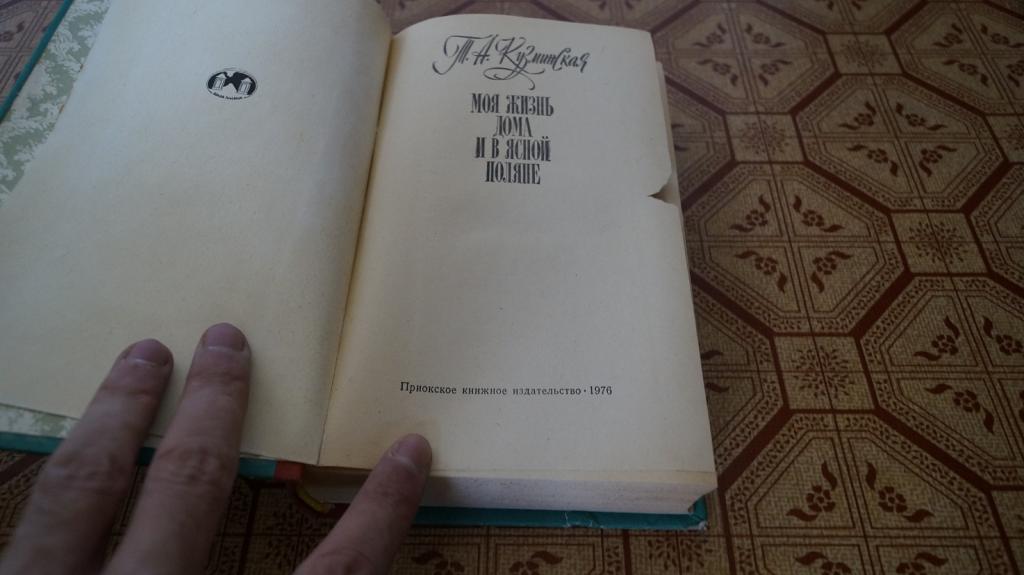 Т. А. Кузминская
МОЯ ЖИЗНЬ
ДОМА
И В ЯСНОЙ
ПОЛЯНЕ
Приокское книжное издательство · 1976